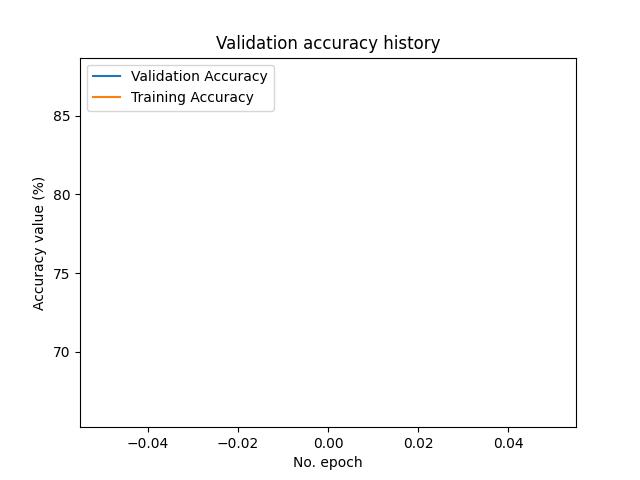 Validation accuracy history
Validation Accuracy
Training Accuracy
85
80
75
70
Accuracy value (%)
−0.04 −0.02 0.00 0.02 0.04
No. epoch